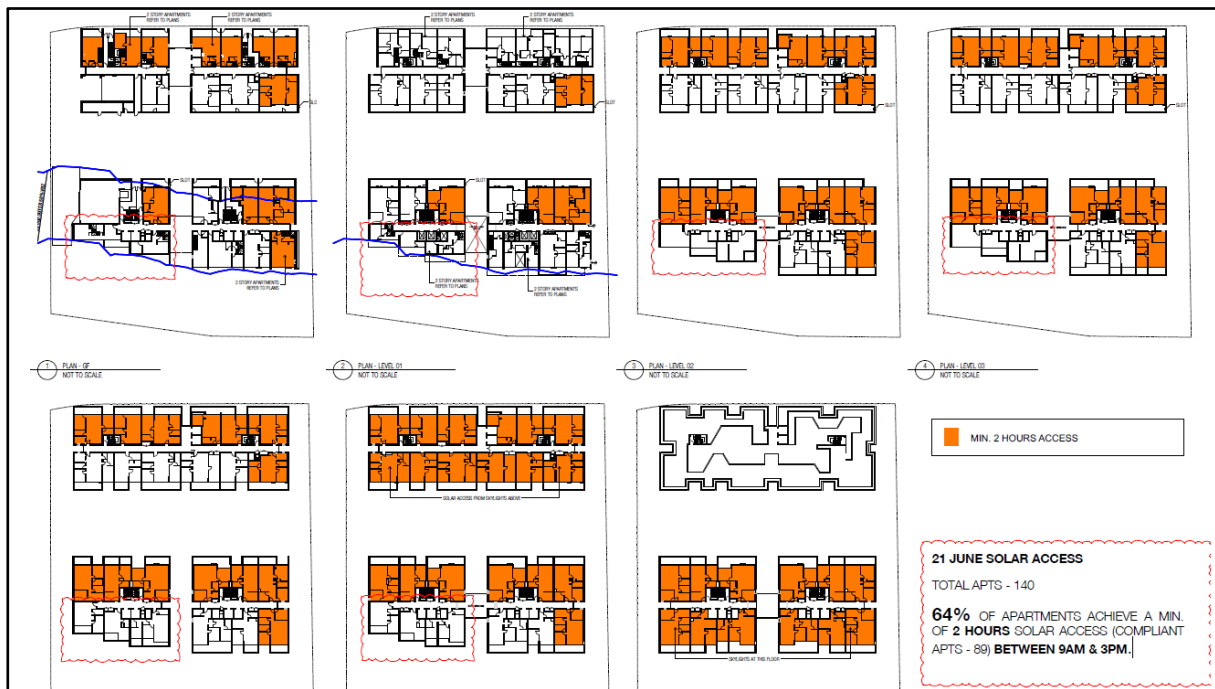 2 STORY APARTMENTS
REFER TO PLANS
2 STORY APARTMENTS
REFER TO PLANS
2 STORY APARTMENTS
REFER TO PLANS
2 STORY APARTMENTS
REFER TO PLANS
SLOT
SLOT
SLOT
SLOT
SLOT
SLOT
2 STORY APARTMENTS
REFER TO PLANS
2 STORY APARTMENTS
REFER TO PLANS
2 STORY APARTMENTS
REFER TO PLANS
1 PLAN - GF
NOT TO SCALE
2 PLAN - LEVEL 01
NOT TO SCALE
3 PLAN - LEVEL 02
NOT TO SCALE
4 PLAN - LEVEL 03
NOT TO SCALE
MIN. 2 HOURS ACCESS
SOLAR ACCESS FROM SKYLIGHTS ABOVE
SKYLIGHTS AT THIS FLOOR
21 JUNE SOLAR ACCESS
TOTAL APTS - 140
64% OF APARTMENTS ACHIEVE A MIN.
OF 2 HOURS SOLAR ACCESS (COMPLIANT
APTS - 89) BETWEEN 9AM & 3PM.